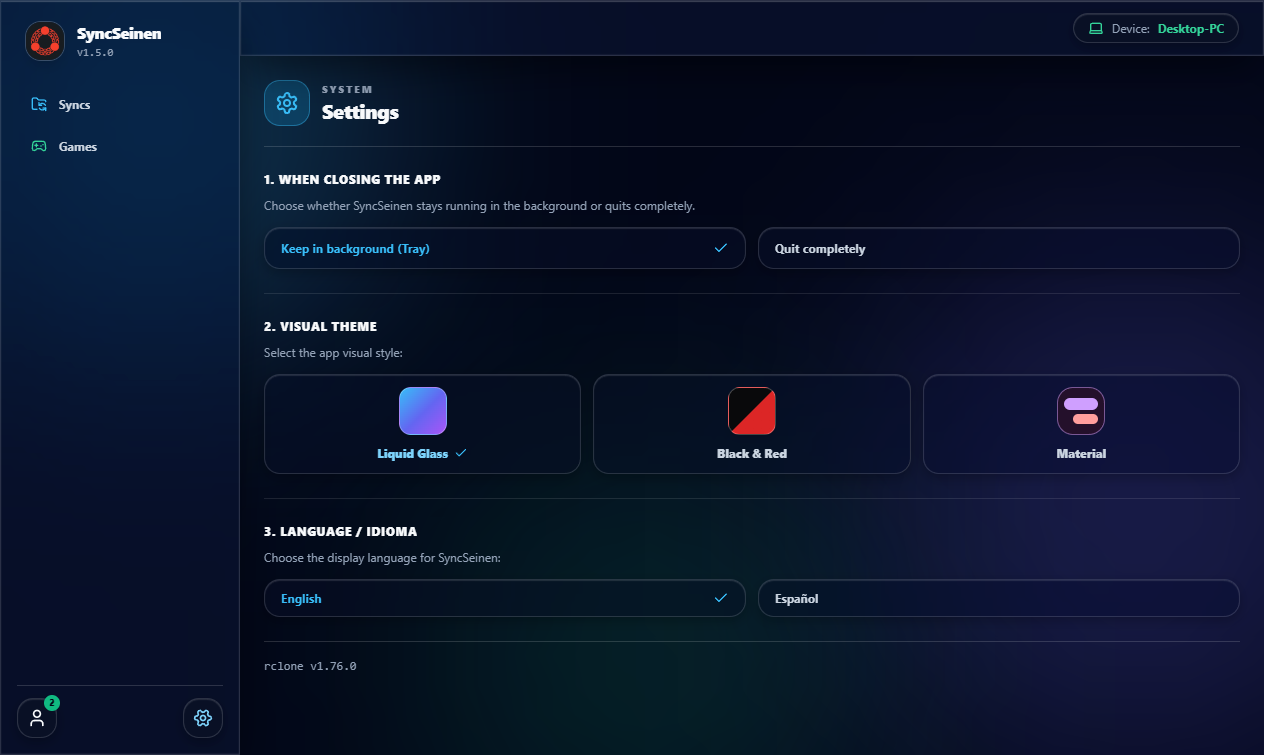 SyncSeinen
v1.5.0
Syncs
Games
2
Device: Desktop-PC
SYSTEM
Settings
1. WHEN CLOSING THE APP
Choose whether SyncSeinen stays running in the background or quits completely.
Keep in background (Tray)
Quit completely
2. VISUAL THEME
Select the app visual style:
Liquid Glass
Black & Red
Material
3. LANGUAGE / IDIOMA
Choose the display language for SyncSeinen:
English
Español
rclone v1.76.0